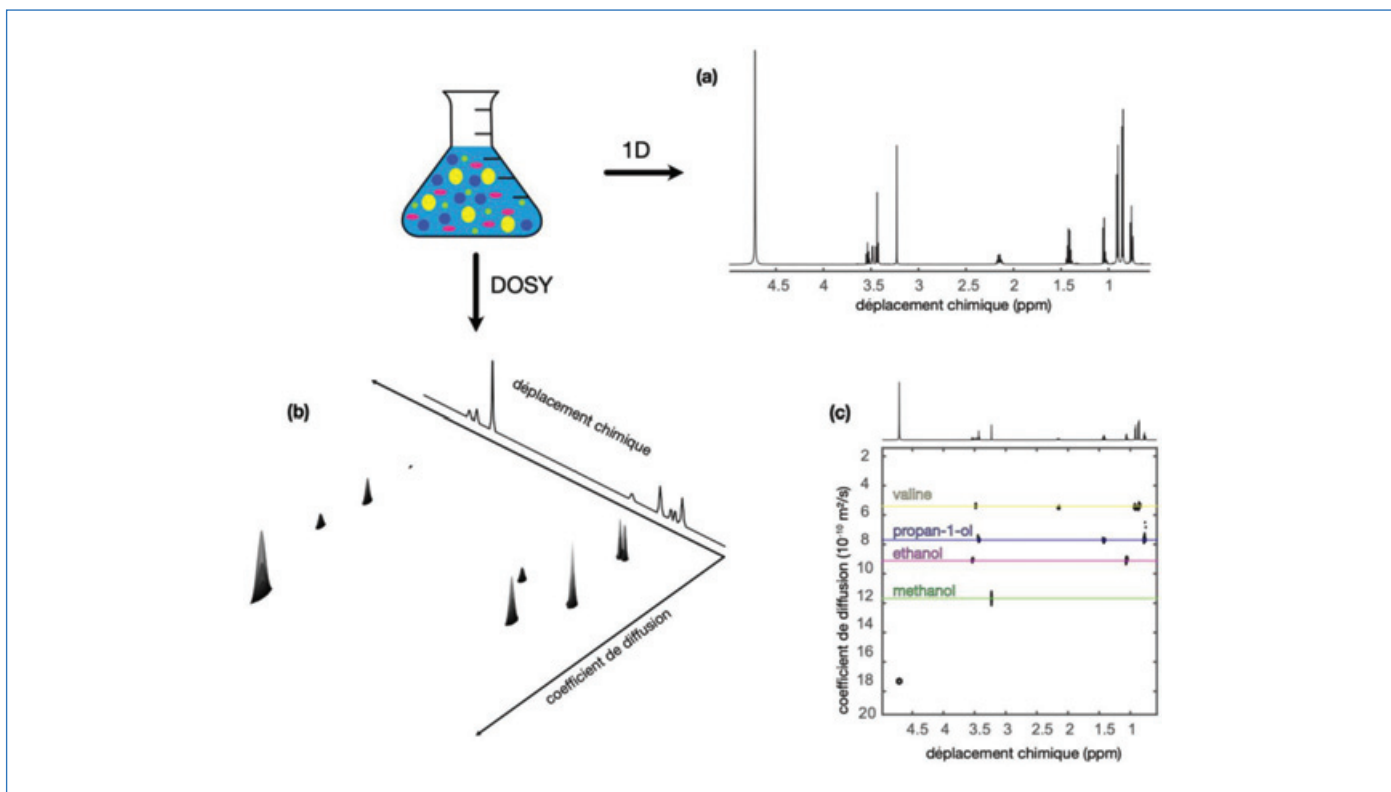 (a)
1D
4.5 4 3.5 3 2.5 2 1.5 1
déplacement chimique (ppm)
DOSY
(b)
déplacement chimique
coefficient de diffusion
(c)
coefficient de diffusion (10⁻¹⁰ m²/s)
2
4
valine
6
propan-1-ol
8
ethanol
10
methanol
12
14
16
18
20
4.5 4 3.5 3 2.5 2 1.5 1
déplacement chimique (ppm)